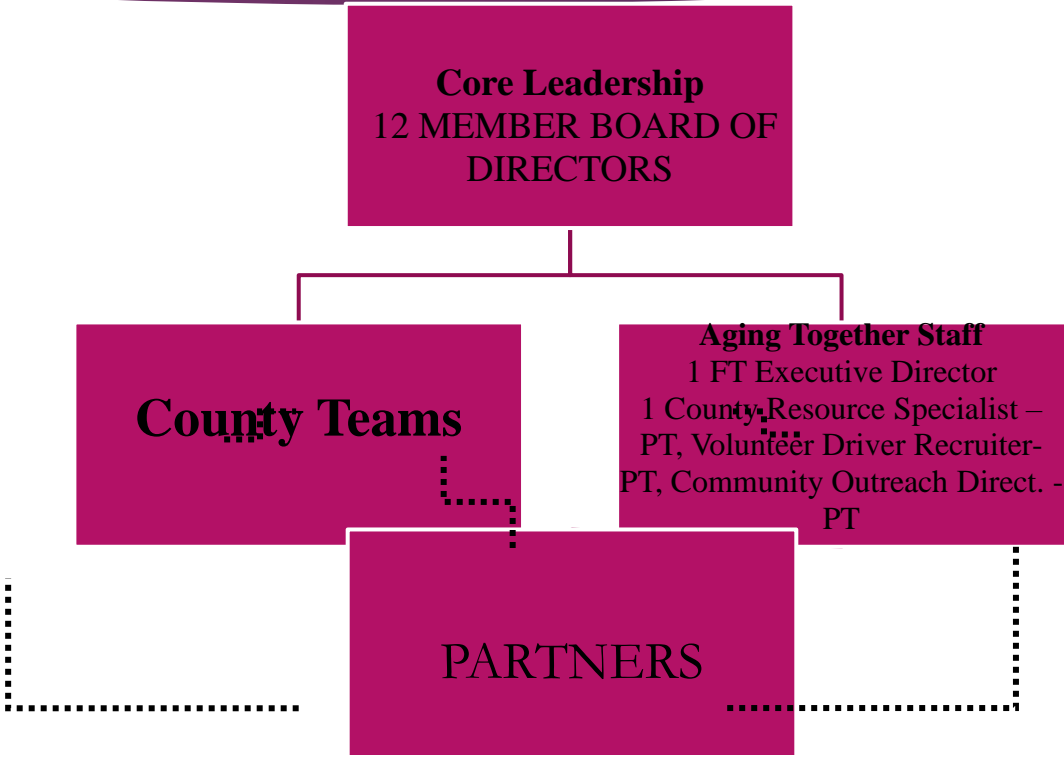 Core Leadership
12 MEMBER BOARD OF
DIRECTORS
County Teams
Aging Together Staff
1 FT Executive Director
1 County Resource Specialist –
PT, Volunteer Driver Recruiter-
PT, Community Outreach Direct. -
PT
PARTNERS